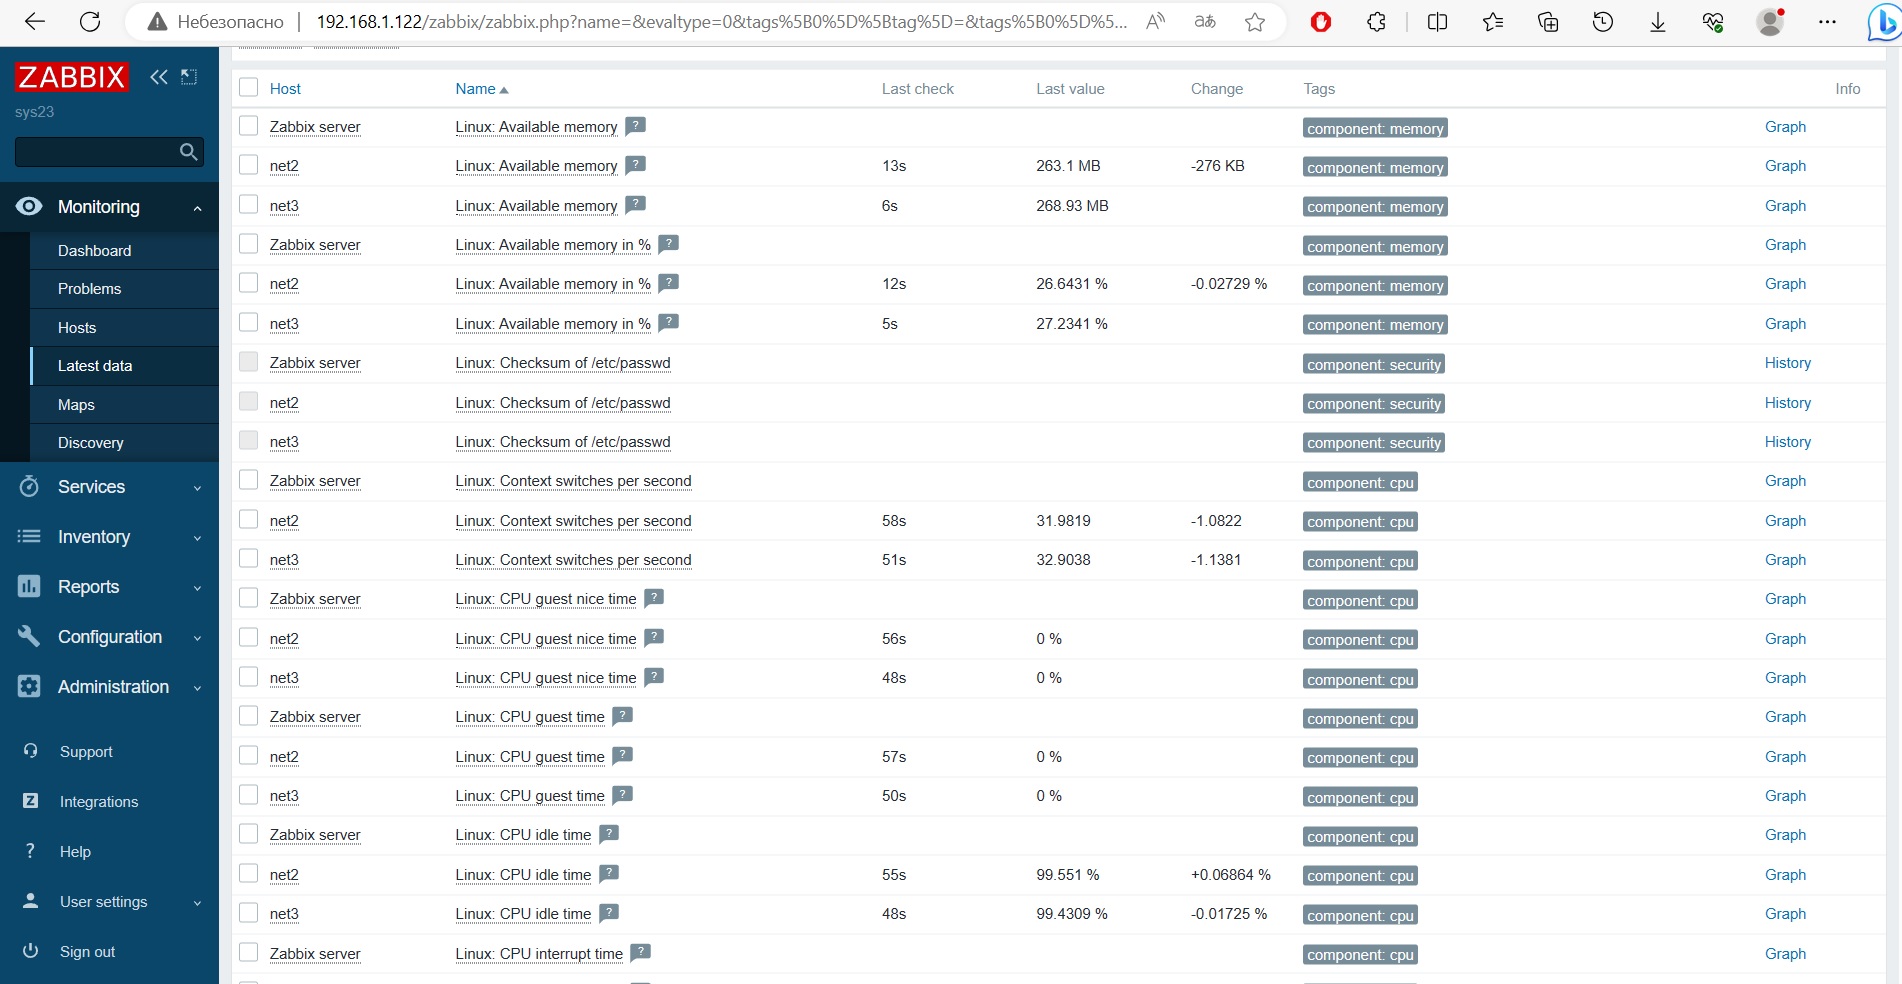 Небезопасно 192.168.1.122/zabbix/zabbix.php?name=&evaltype=0&tags%5B0%5D%5Btag%5D=&tags%5B0%5D%5...
ZABBIX
sys23
Monitoring
Dashboard
Problems
Hosts
Latest data
Maps
Discovery
Services
Inventory
Reports
Configuration
Administration
Support
Z Integrations
? Help
User settings
Sign out
Host Name Last check Last value Change Tags Info
Zabbix server Linux: Available memory ? component: memory Graph
net2 Linux: Available memory ? 13s 263.1 MB -276 KB component: memory Graph
net3 Linux: Available memory ? 6s 268.93 MB component: memory Graph
Zabbix server Linux: Available memory in % ? component: memory Graph
net2 Linux: Available memory in % ? 12s 26.6431 % -0.02729 % component: memory Graph
net3 Linux: Available memory in % ? 5s 27.2341 % component: memory Graph
Zabbix server Linux: Checksum of /etc/passwd component: security History
net2 Linux: Checksum of /etc/passwd component: security History
net3 Linux: Checksum of /etc/passwd component: security History
Zabbix server Linux: Context switches per second component: cpu Graph
net2 Linux: Context switches per second 58s 31.9819 -1.0822 component: cpu Graph
net3 Linux: Context switches per second 51s 32.9038 -1.1381 component: cpu Graph
Zabbix server Linux: CPU guest nice time ? component: cpu Graph
net2 Linux: CPU guest nice time ? 56s 0 % component: cpu Graph
net3 Linux: CPU guest nice time ? 48s 0 % component: cpu Graph
Zabbix server Linux: CPU guest time ? component: cpu Graph
net2 Linux: CPU guest time ? 57s 0 % component: cpu Graph
net3 Linux: CPU guest time ? 50s 0 % component: cpu Graph
Zabbix server Linux: CPU idle time ? component: cpu Graph
net2 Linux: CPU idle time ? 55s 99.551 % +0.06864 % component: cpu Graph
net3 Linux: CPU idle time ? 48s 99.4309 % -0.01725 % component: cpu Graph
Zabbix server Linux: CPU interrupt time ? component: cpu Graph